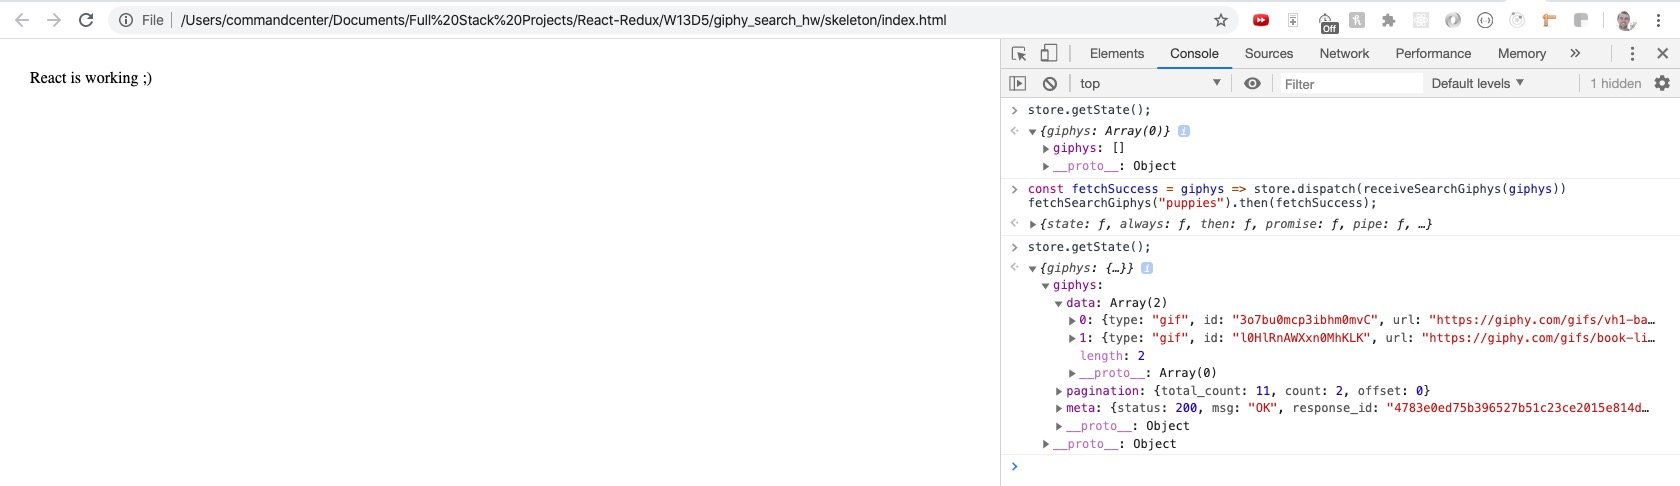 File | /Users/commandcenter/Documents/Full%20Stack%20Projects/React-Redux/W13D5/giphy_search_hw/skeleton/index.html
Off
React is working ;)
Elements Console Sources Network Performance Memory »
top Filter Default levels ▼ 1 hidden
> store.getState();
{giphys: Array(0)} i
giphys: []
__proto__: Object
> const fetchSuccess = giphys => store.dispatch(receiveSearchGiphys(giphys))
fetchSearchGiphys("puppies").then(fetchSuccess);
{state: ƒ, always: ƒ, then: ƒ, promise: ƒ, pipe: ƒ, …}
> store.getState();
{giphys: {…}} i
giphys:
data: Array(2)
0: {type: "gif", id: "3o7bu0mcp3ibhm0mvC", url: "https://giphy.com/gifs/vh1-ba…
1: {type: "gif", id: "l0HlRnAWXxn0MhKLK", url: "https://giphy.com/gifs/book-li…
length: 2
__proto__: Array(0)
pagination: {total_count: 11, count: 2, offset: 0}
meta: {status: 200, msg: "OK", response_id: "4783e0ed75b396527b51c23ce2015e814d…
__proto__: Object
__proto__: Object
>